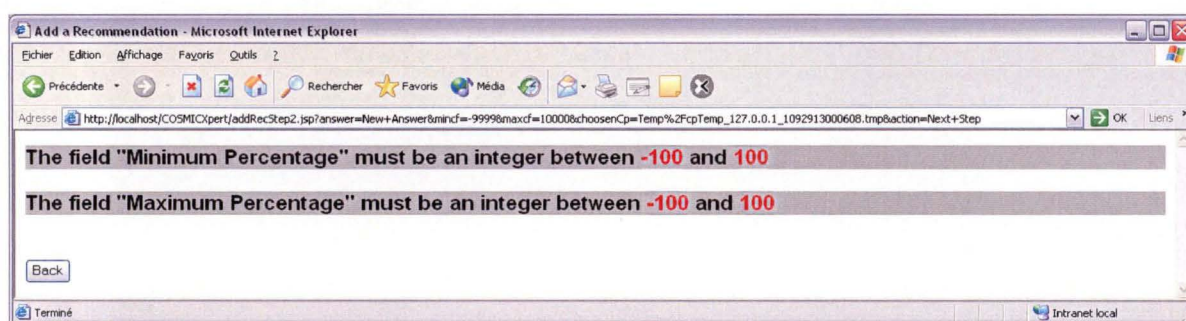 Add a Recommendation - Microsoft Internet Explorer
Fichier Edition Affichage Favoris Outils ?
Précédente Rechercher Favoris Média
Adresse http://localhost/COSMICXpert/addRecStep2.jsp?answer=New+Answer&mincf=-9999&maxcf=10000&choosenCp=Temp%2FcpTemp_127.0.0.1_1092913000608.tmp&action=Next+Step OK Liens »
The field "Minimum Percentage" must be an integer between -100 and 100
The field "Maximum Percentage" must be an integer between -100 and 100
Back
Terminé Intranet local